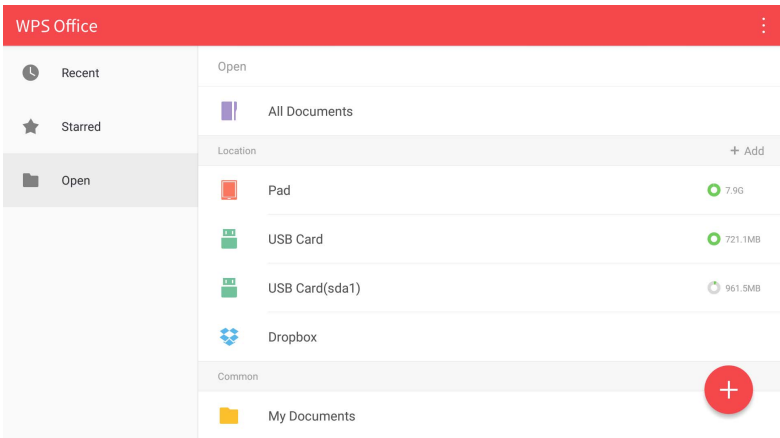 WPS Office
Recent
Starred
Open
Open
All Documents
Location
+ Add
Pad
7.9G
USB Card
721.1MB
USB Card(sda1)
961.5MB
Dropbox
Common
My Documents